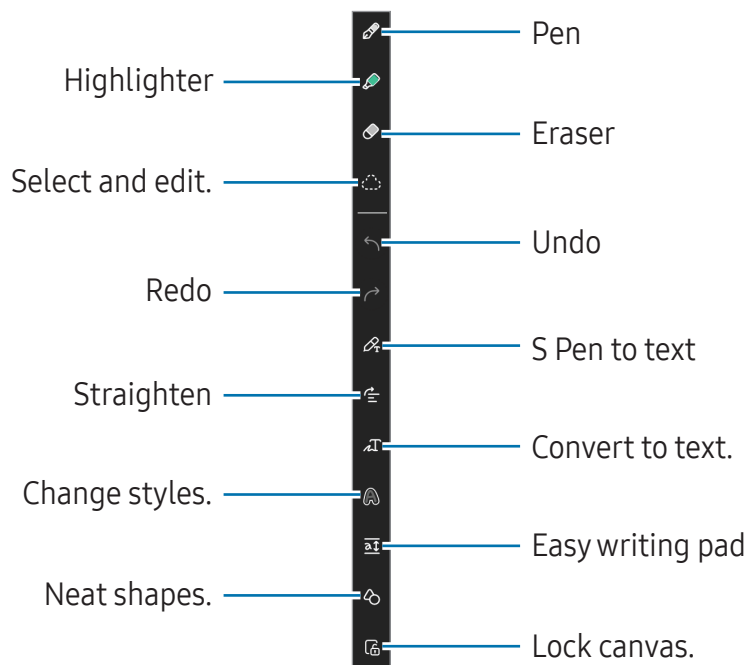 Pen
Highlighter
Eraser
Select and edit.
Undo
Redo
S Pen to text
Straighten
Convert to text.
Change styles.
Easy writing pad
Neat shapes.
Lock canvas.